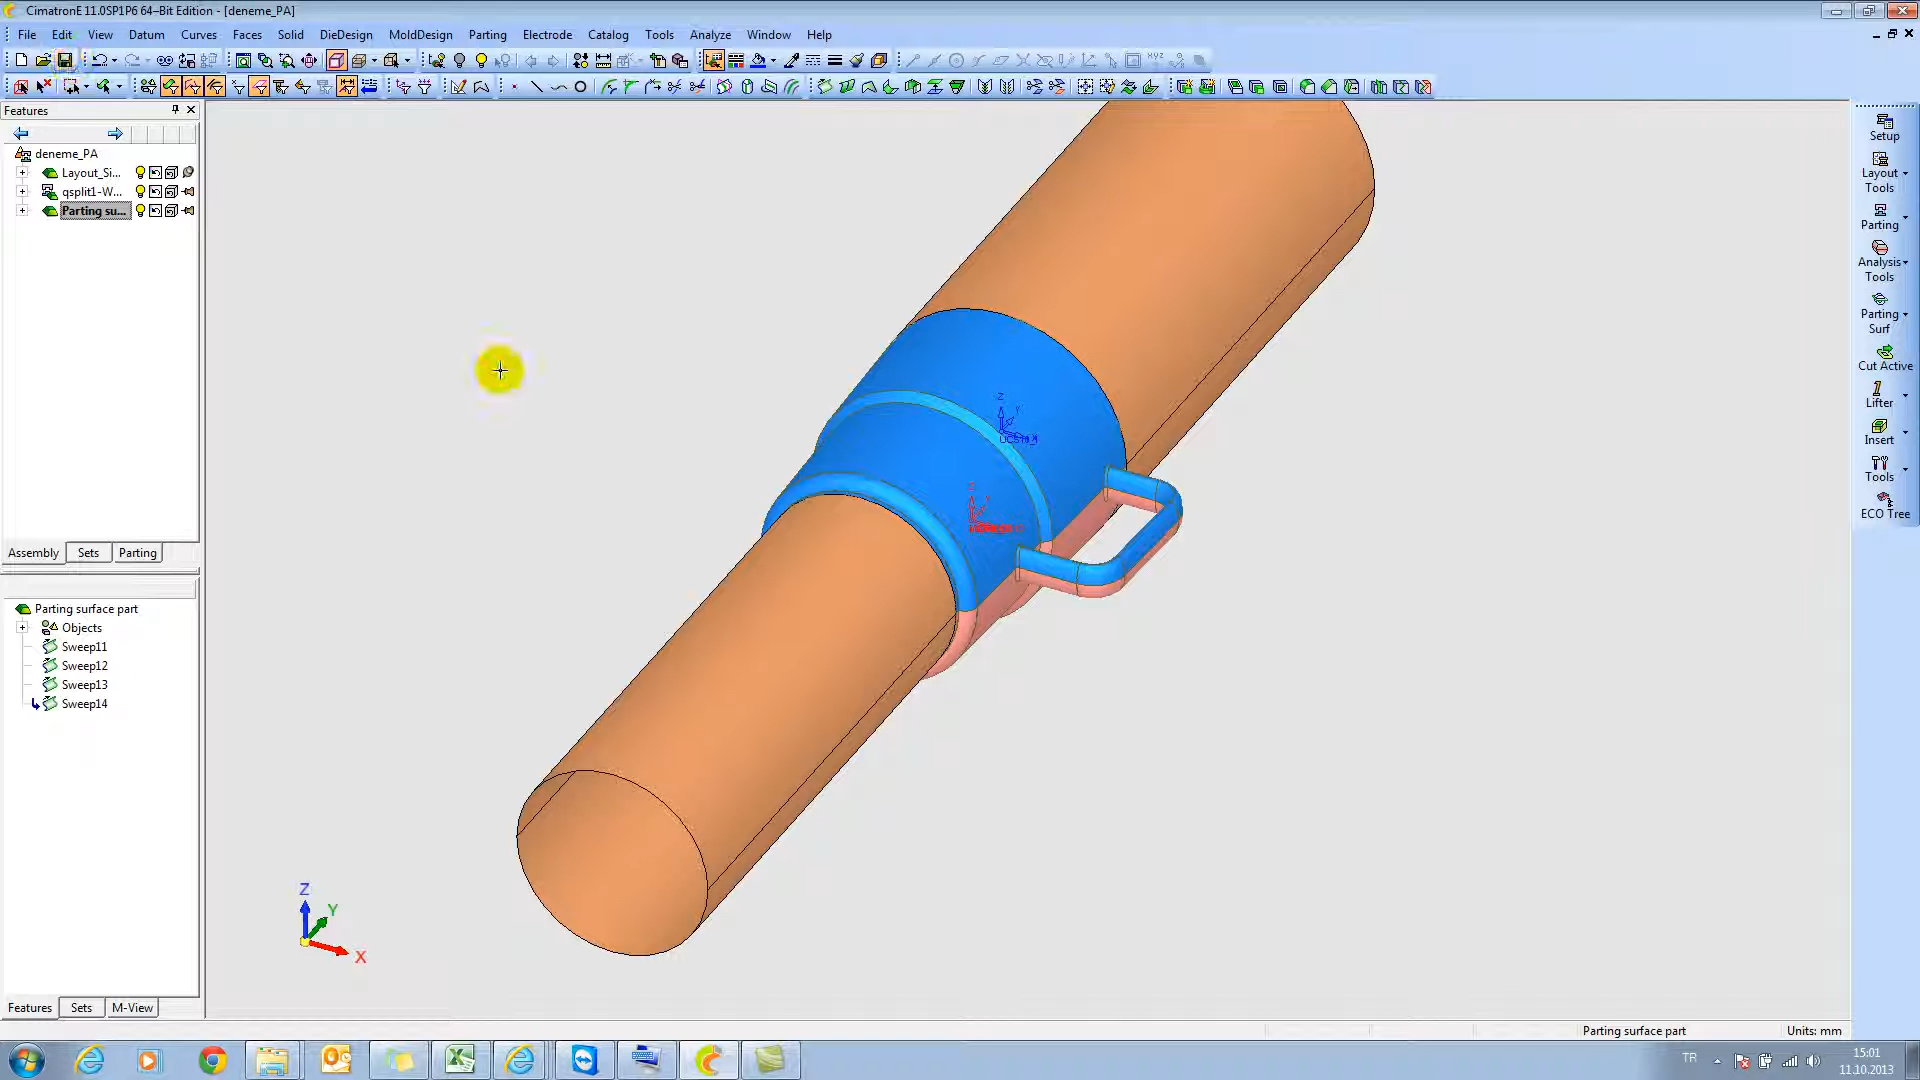 CimatronE 11.0SP1P6 64-Bit Edition - [deneme_PA]
File Edit View Datum Curves Faces Solid DieDesign MoldDesign Parting Electrode Catalog Tools Analyze Window Help
Features
deneme_PA
Layout_Si...
qsplit1-W...
Parting su...
Assembly Sets Parting
Parting surface part
Objects
Sweep11
Sweep12
Sweep13
Sweep14
Features Sets M-View
Z
Y
X
Setup
Layout
Tools
Parting
Analysis
Tools
Parting
Surf
Cut Active
Lifter
Insert
Tools
ECO Tree
Parting surface part
Units: mm
TR
15:01
11.10.2013